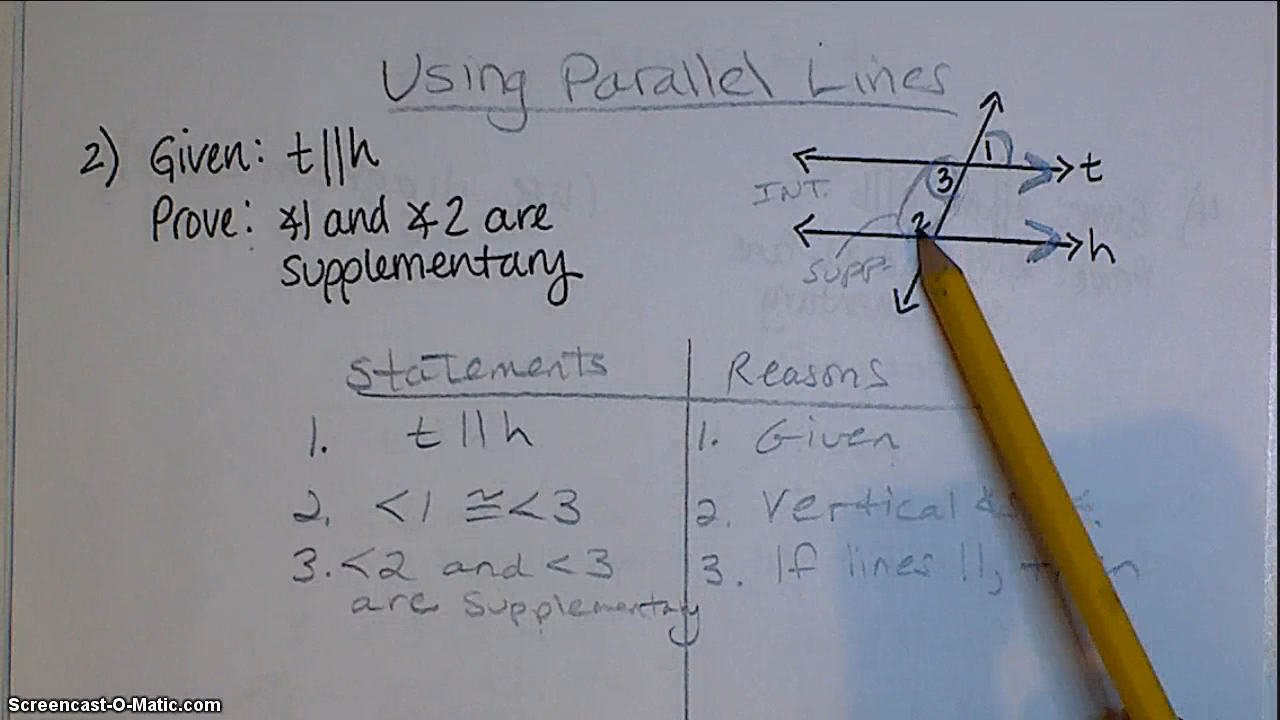 Using Parallel Lines
2) Given: t||h
Prove: ∡1 and ∡2 are
supplementary
1
t
3
INT.
2
h
supp.
Statements Reasons
1. t || h 1. Given
2. <1 ≅ <3 2. Vertical
3. <2 and <3 3. If lines ||,
are supplementary
Screencast-O-Matic.com